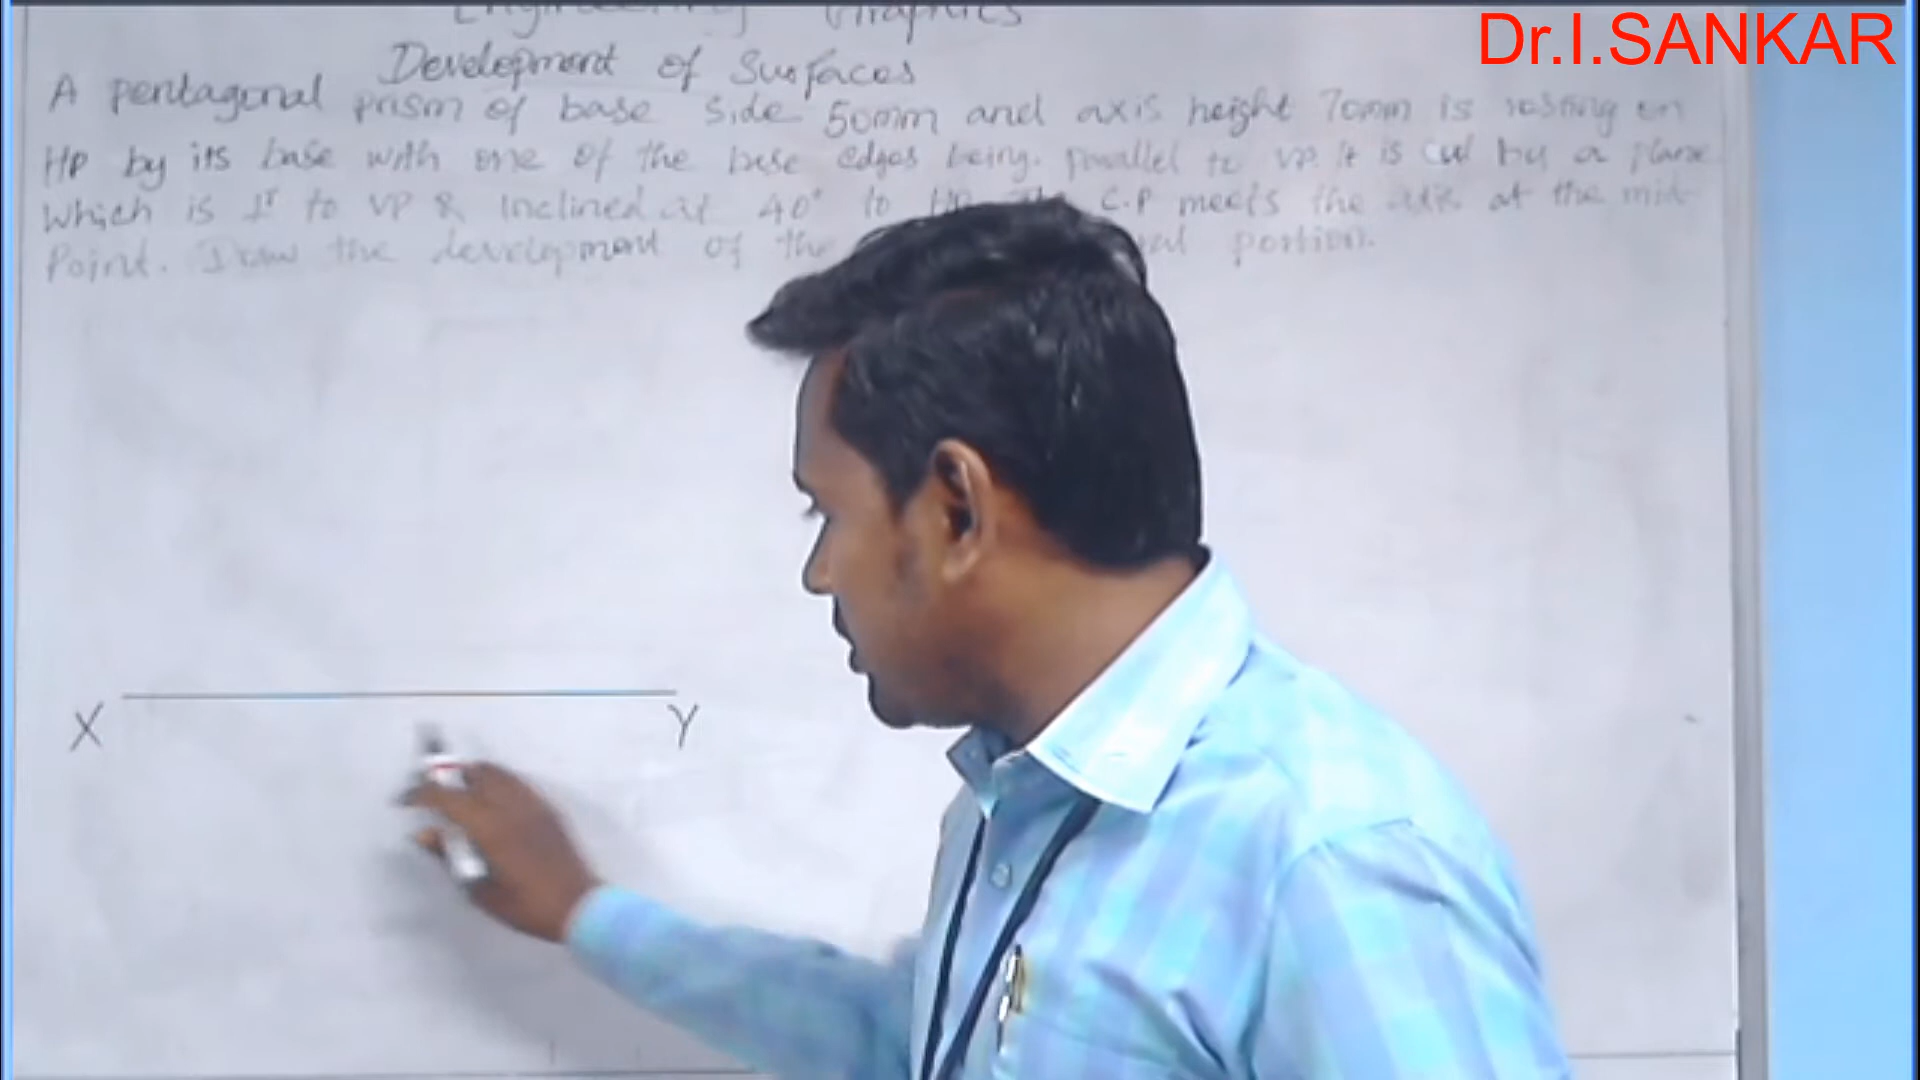 Dr.I.SANKAR
Engineering Graphics
Development of Surfaces
A pentagonal prism of base side 50mm and axis height 70mm is resting on
HP by its base with one of the base edges being parallel to VP. It is cut by a plane
which is 1r to VP & inclined at 40° to HP. The C.P meets the axis at the mid-
Point. Draw the development of the portion.
X Y